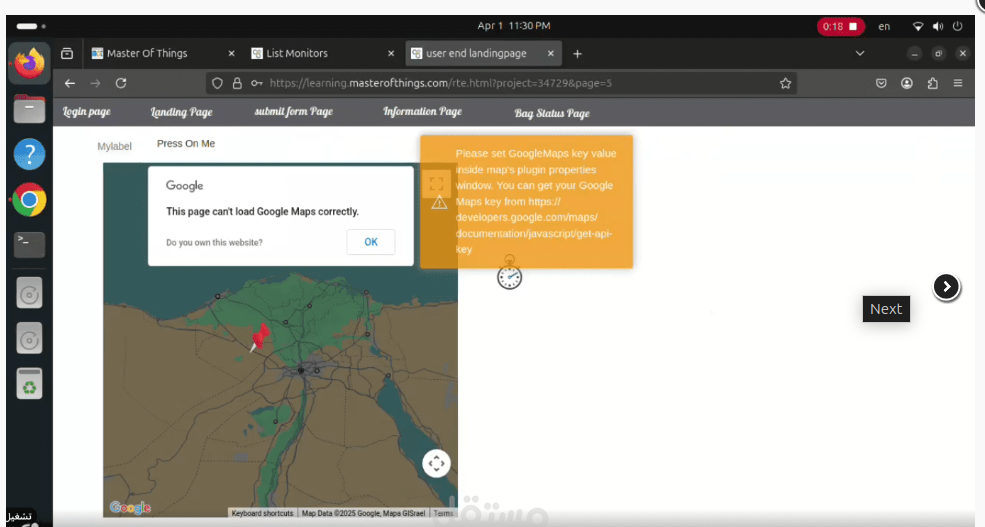 Apr 1 11:30 PM
0:18
en
Master Of Things
List Monitors
user end landingpage
https://learning.masterofthings.com/rte.html?project=34729&page=5
Login page
Landing Page
submit form Page
Information Page
Bag Status Page
Mylabel
Press On Me
Please set GoogleMaps key value
inside map's plugin properties
window. You can get your Google
Maps key from https://
developers.google.com/maps/
documentation/javascript/get-api-
key
Google
This page can't load Google Maps correctly.
Do you own this website?
OK
Next
Google
Keyboard shortcuts
Map Data ©2025 Google, Mapa GISrael
Terms
مستقل
تشغيل